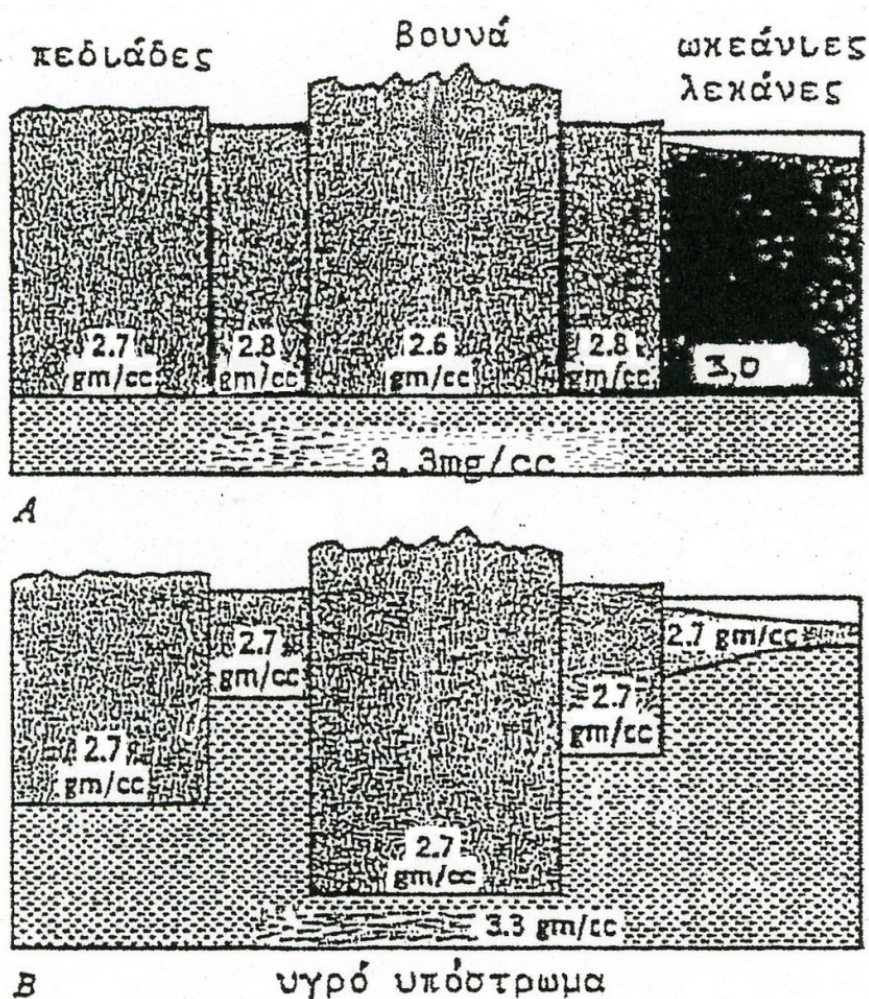 πεδιάδες
βουνά
ωκεάνιες
λεκάνες
2.7
gm/cc
2.8
gm/cc
2.6
gm/cc
2.8
gm/cc
3,0
3.3mg/cc
A
2.7
gm/cc
2.7
gm/cc
2.7
gm/cc
2.7
gm/cc
2.7 gm/cc
3.3 gm/cc
B
υγρό υπόστρωμα